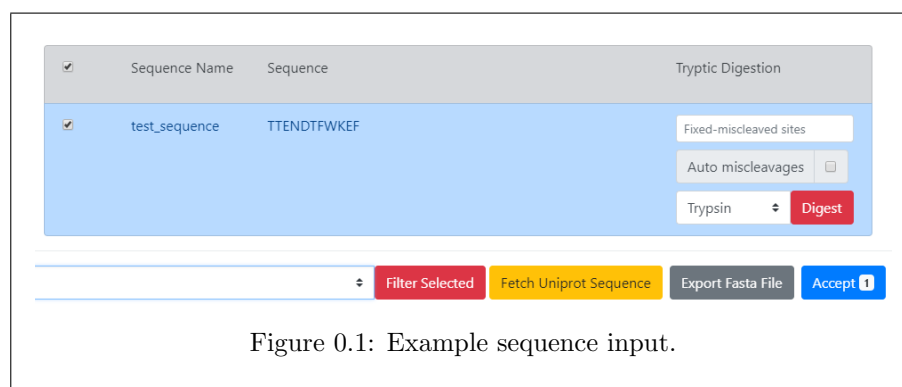 Sequence Name Sequence Tryptic Digestion
test_sequence TTENDTFWKEF Fixed-miscleaved sites
Auto miscleavages
Trypsin Digest
Filter Selected Fetch Uniprot Sequence Export Fasta File Accept 1
Figure 0.1: Example sequence input.